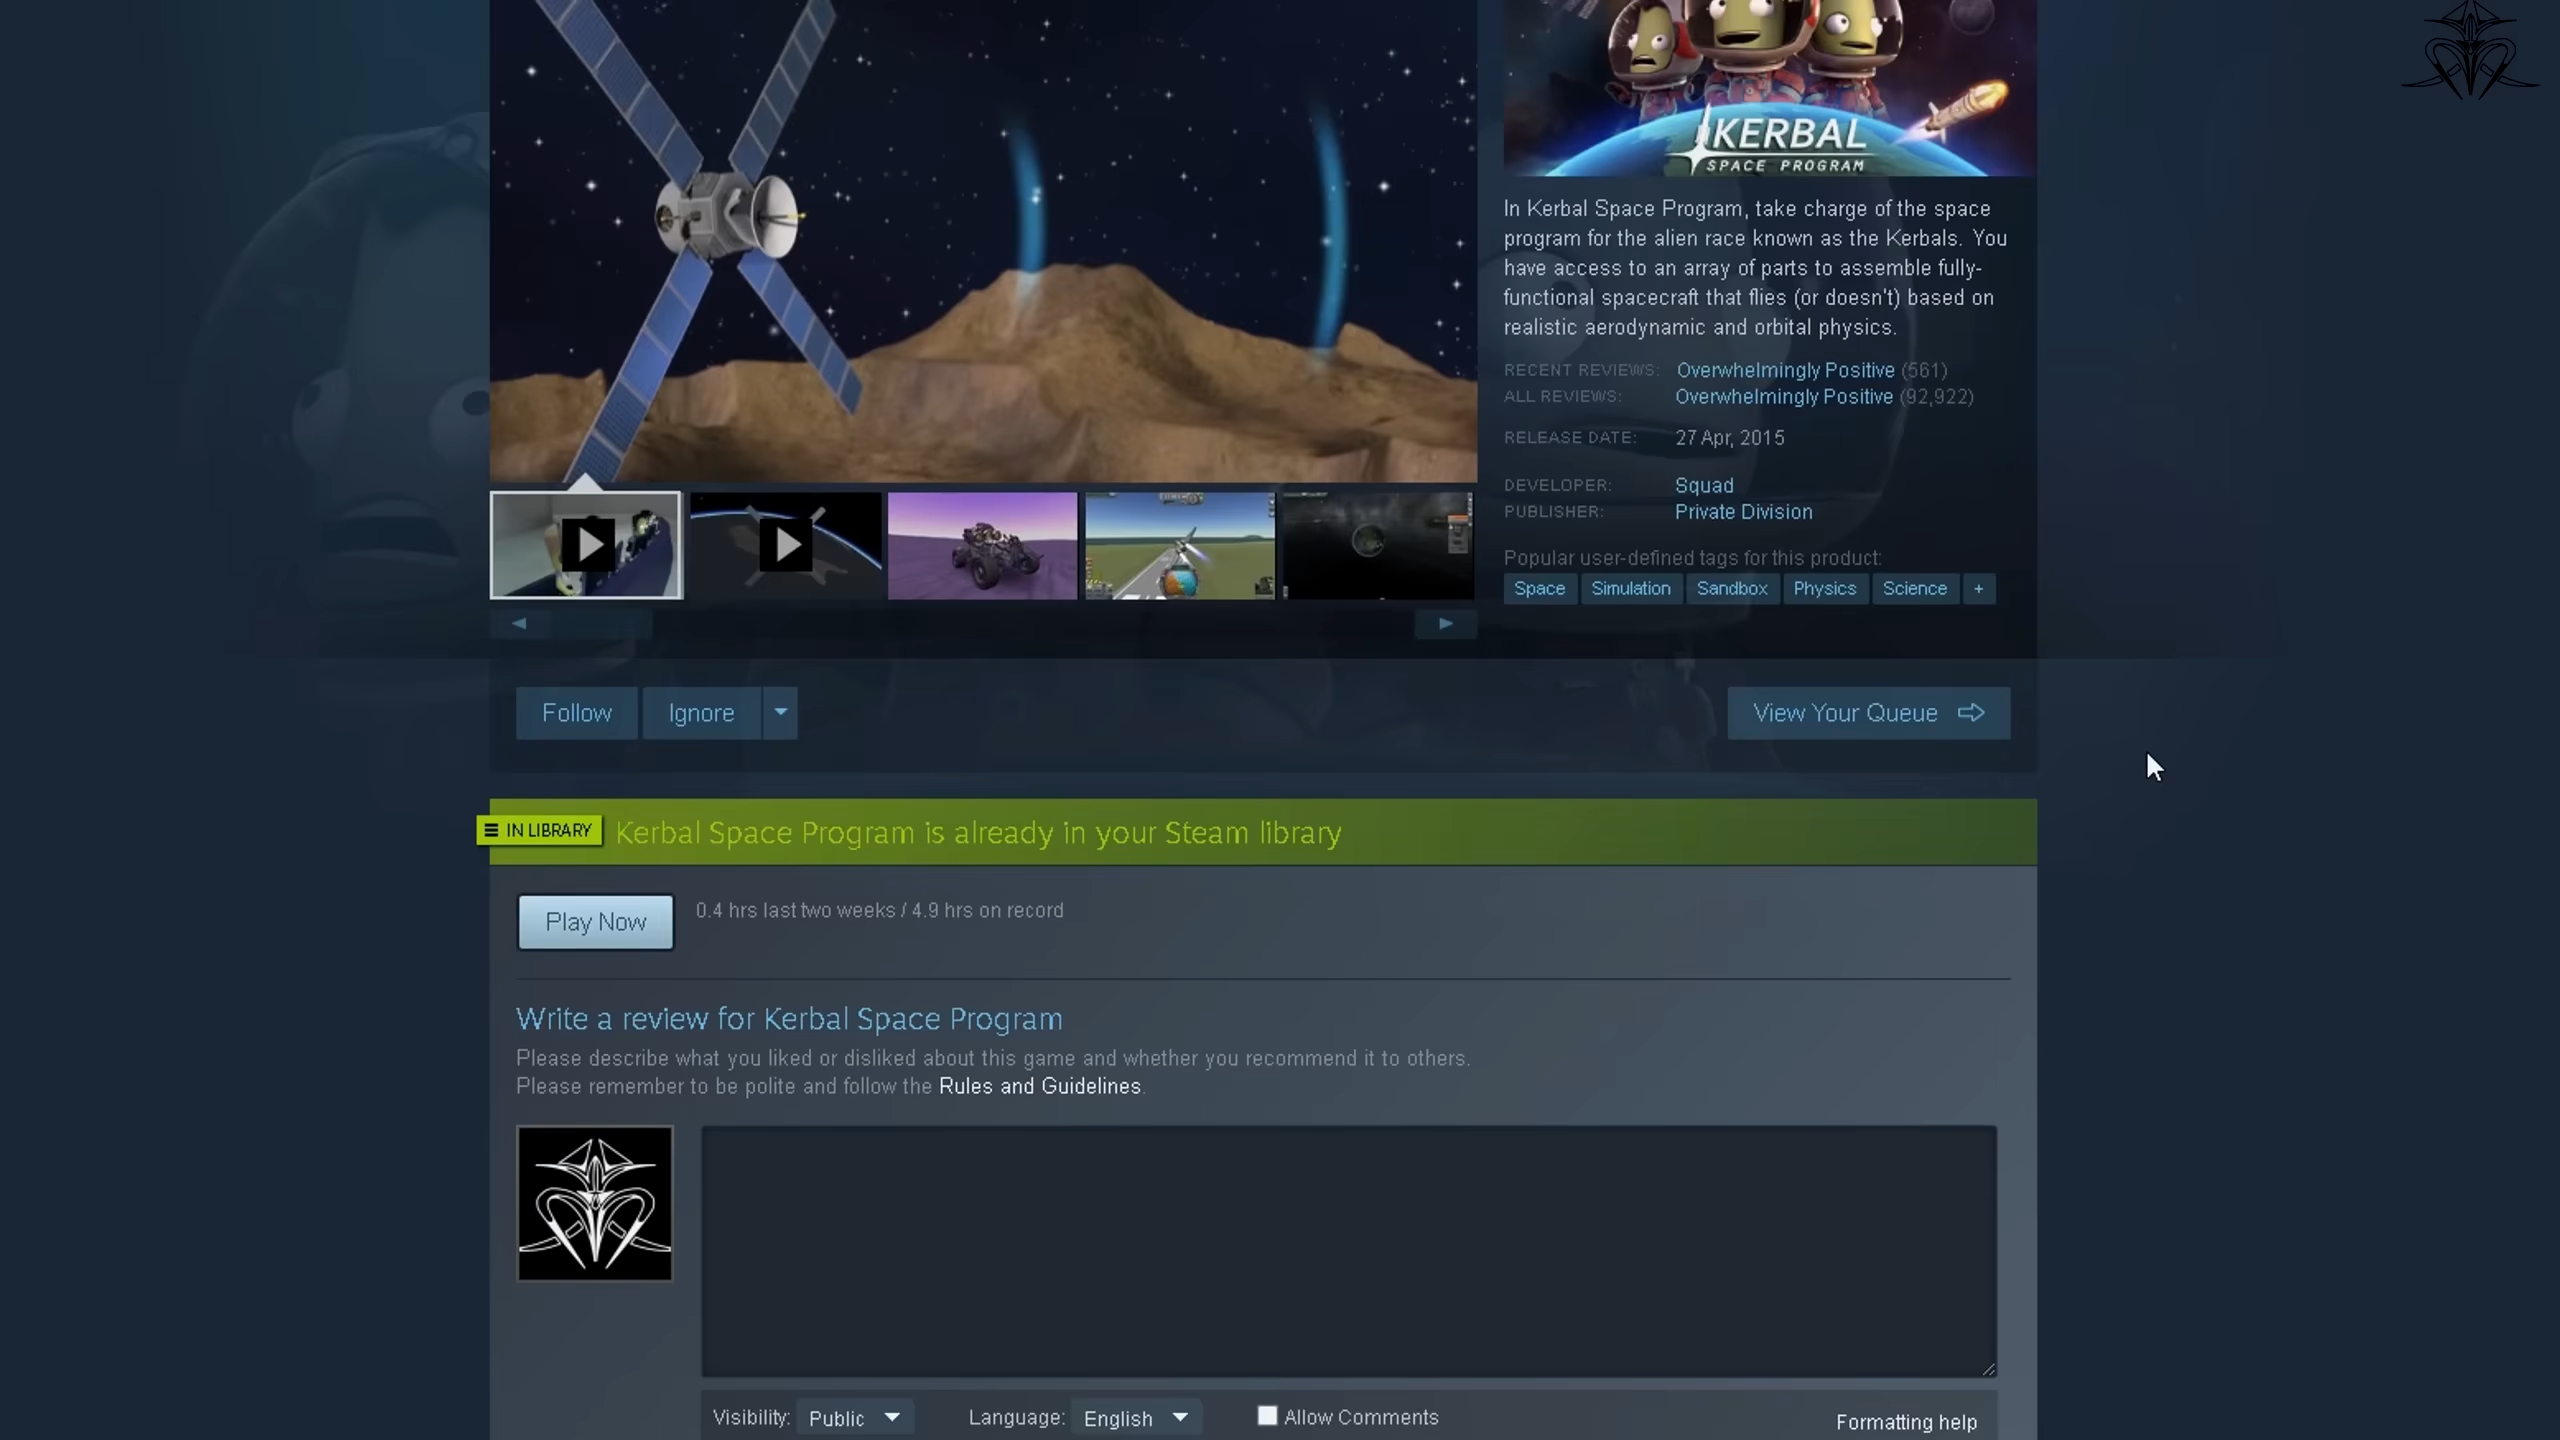 KERBAL
SPACE PROGRAM
In Kerbal Space Program, take charge of the space
program for the alien race known as the Kerbals. You
have access to an array of parts to assemble fully-
functional spacecraft that flies (or doesn't) based on
realistic aerodynamic and orbital physics.
RECENT REVIEWS: Overwhelmingly Positive (561)
ALL REVIEWS: Overwhelmingly Positive (92,922)
RELEASE DATE: 27 Apr, 2015
DEVELOPER: Squad
PUBLISHER: Private Division
Popular user-defined tags for this product:
Space Simulation Sandbox Physics Science +
Follow Ignore View Your Queue
IN LIBRARY Kerbal Space Program is already in your Steam library
Play Now 0.4 hrs last two weeks / 4.9 hrs on record
Write a review for Kerbal Space Program
Please describe what you liked or disliked about this game and whether you recommend it to others.
Please remember to be polite and follow the Rules and Guidelines.
Visibility: Public Language: English Allow Comments Formatting help